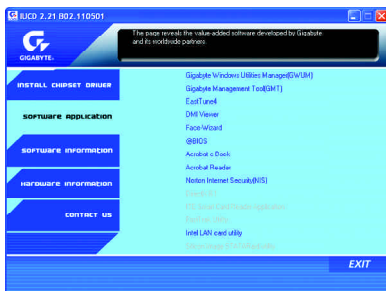 IUCD 2.21 B02.110501
The page reveals the value-added software developed by Gigabyte
and its worldwide partners.
GIGABYTE
INSTALL CHIPSET DRIVER
SOFTWARE APPLICATION
SOFTWARE INFORMATION
HARDWARE INFORMATION
CONTACT US
Gigabyte Windows Utilities Manager(GWUM)
Gigabyte Management Tool(GMT)
EasyTune4
DMI Viewer
Face-Wizard
@BIOS
Acrobat e-Book
Acrobat Reader
Norton Internet Security(NIS)
Intel LAN card utility
EXIT